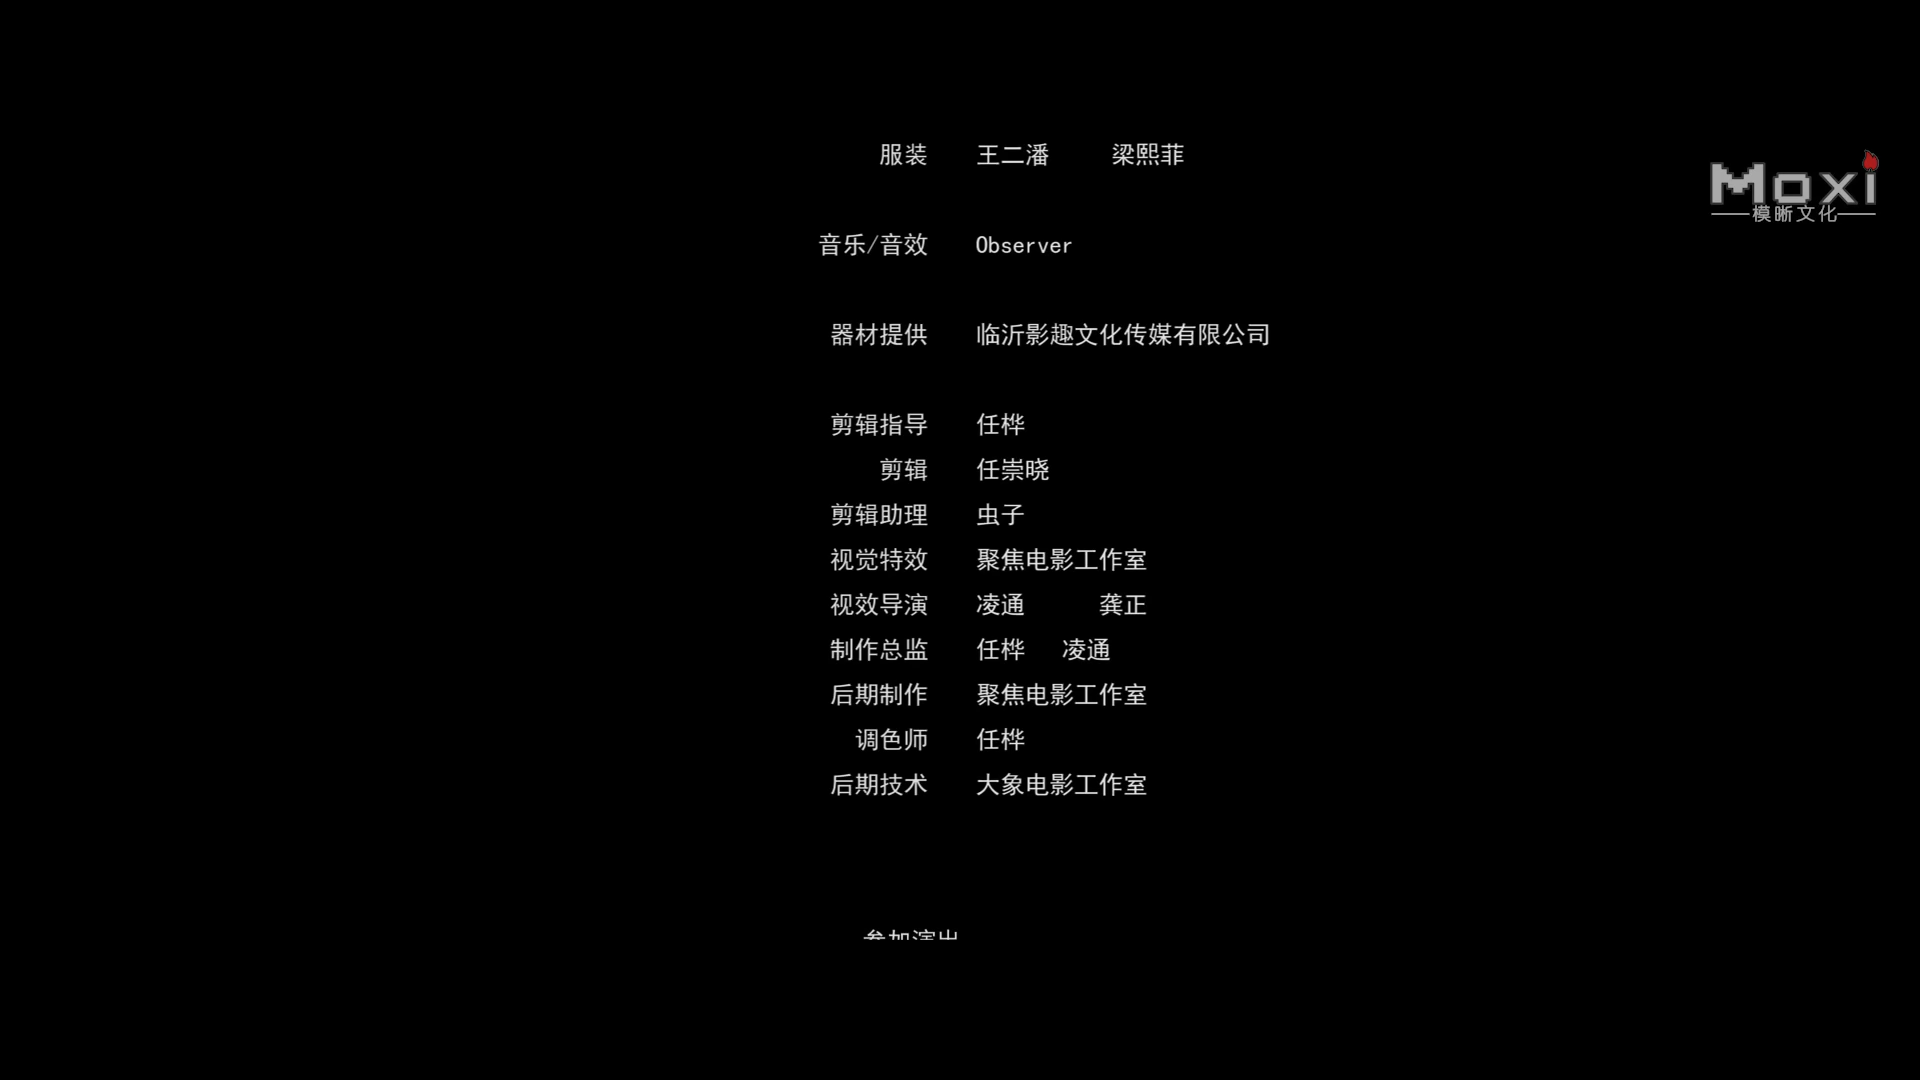 服装 王二潘 梁熙菲
Moxi
模晰文化
音乐/音效 Observer
器材提供 临沂影趣文化传媒有限公司
剪辑指导 任桦
剪辑 任崇晓
剪辑助理 虫子
视觉特效 聚焦电影工作室
视效导演 凌通 龚正
制作总监 任桦 凌通
后期制作 聚焦电影工作室
调色师 任桦
后期技术 大象电影工作室
参加演出